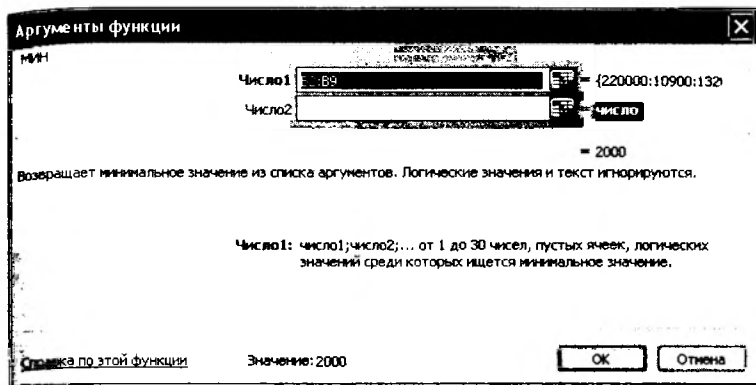 Аргументы функции
МИН
Число1 :B9 = {220000:10900:132
Число2 = число
= 2000
Возвращает минимальное значение из списка аргументов. Логические значения и текст игнорируются.
Число1: число1;число2;... от 1 до 30 чисел, пустых ячеек, логических
значений среди которых ищется минимальное значение.
Справка по этой функции Значение:2000 ОК Отмена